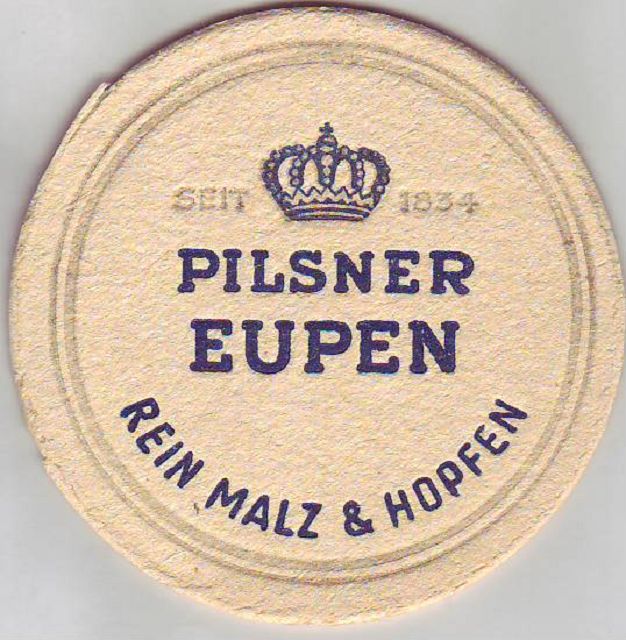 SEIT 1834
PILSNER
EUPEN
REIN MALZ & HOPFEN